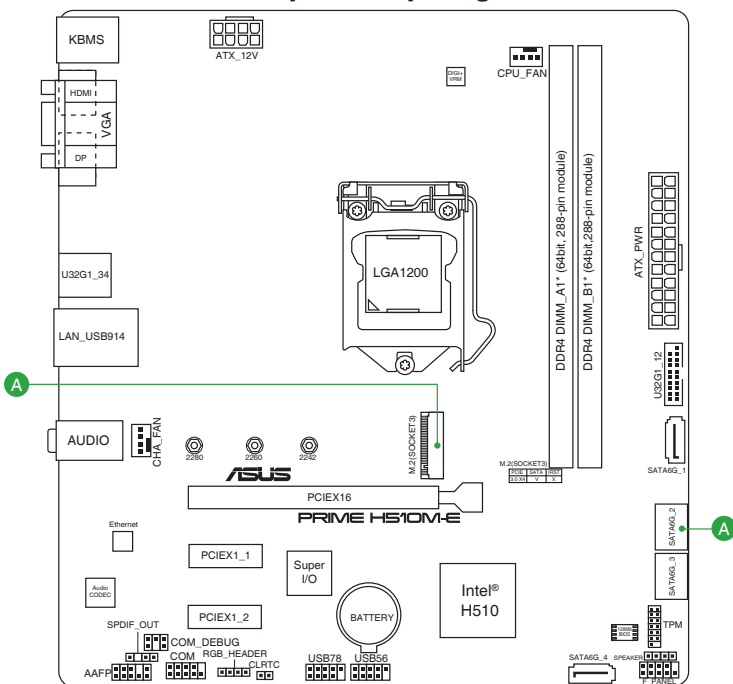 KBMS
ATX_12V
DIGI+
VRM
CPU_FAN
HDMI
VGA
DP
DDR4 DIMM_A1* (64bit, 288-pin module)
DDR4 DIMM_B1* (64bit,288-pin module)
ATX_PWR
LGA1200
U32G1_34
LAN_USB914
U32G1_12
A
AUDIO
CHA_FAN
2280
2260
2242
M.2(SOCKET3)
M.2(SOCKET3)
PCIE SATA IRST
3.0 X4 V X
SATA6G_1
ASUS
PCIEX16
PRIME H510M-E
SATA6G_2
A
Ethernet
PCIEX1_1
Super
I/O
Intel®
H510
SATA6G_3
Audio
CODEC
PCIEX1_2
BATTERY
128Mb
BIOS
TPM
SPDIF_OUT
COM_DEBUG
AAFP
COM
RGB_HEADER
CLRTC
USB78
USB56
SATA6G_4
SPEAKER
F_PANEL